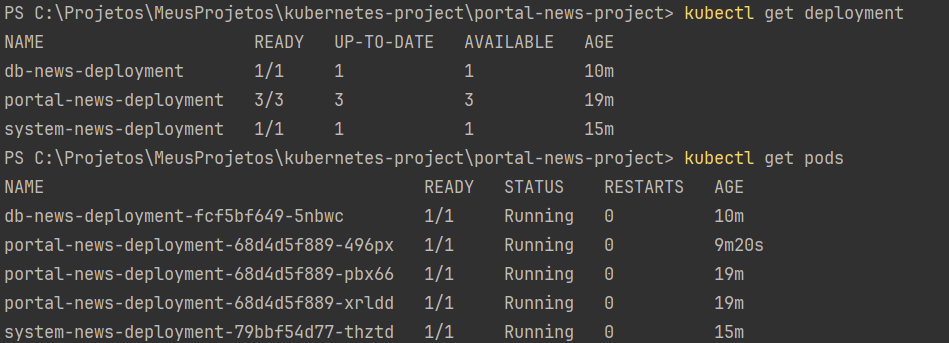 PS C:\Projetos\MeusProjetos\kubernetes-project\portal-news-project> kubectl get deployment
NAME                     READY   UP-TO-DATE   AVAILABLE   AGE
db-news-deployment       1/1     1            1           10m
portal-news-deployment   3/3     3            3           19m
system-news-deployment   1/1     1            1           15m
PS C:\Projetos\MeusProjetos\kubernetes-project\portal-news-project> kubectl get pods
NAME                                      READY   STATUS    RESTARTS   AGE
db-news-deployment-fcf5bf649-5nbwc        1/1     Running   0          10m
portal-news-deployment-68d4d5f889-496px   1/1     Running   0          9m20s
portal-news-deployment-68d4d5f889-pbx66   1/1     Running   0          19m
portal-news-deployment-68d4d5f889-xrldd   1/1     Running   0          19m
system-news-deployment-79bbf54d77-thztd   1/1     Running   0          15m